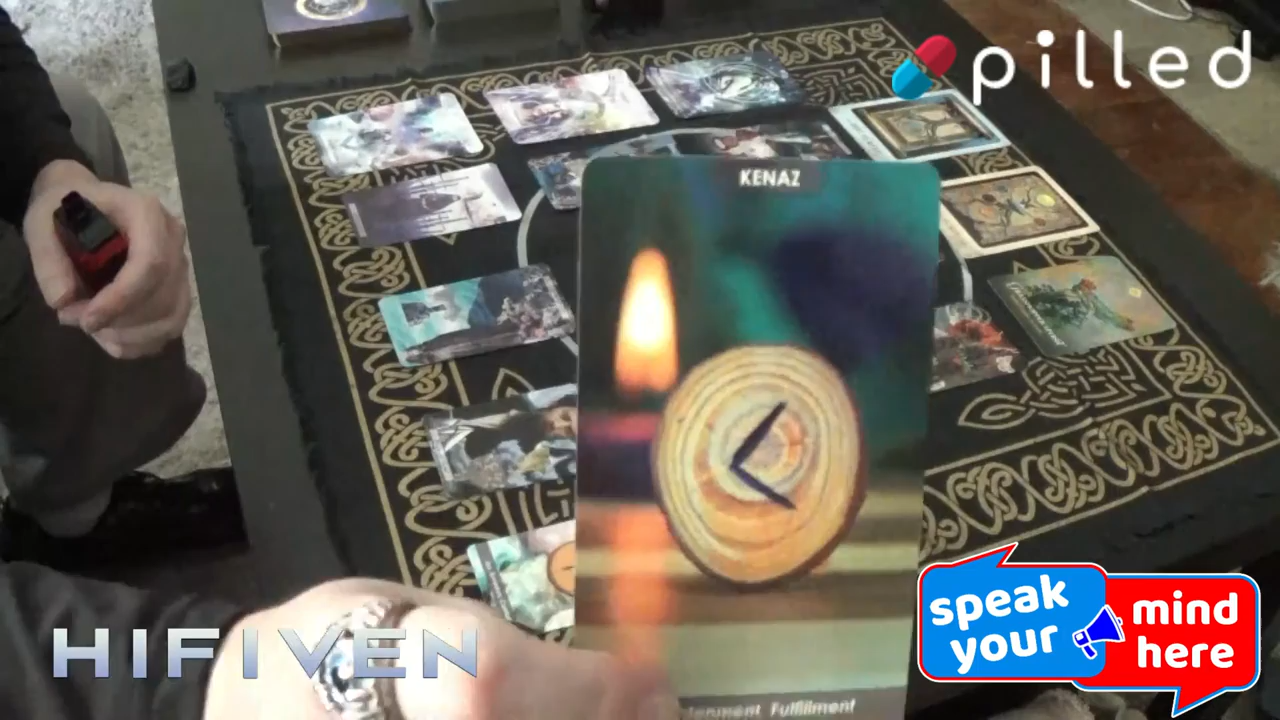 pilled
KENAZ
speak
your
mind
here
HIFIVEN
Fulfillment